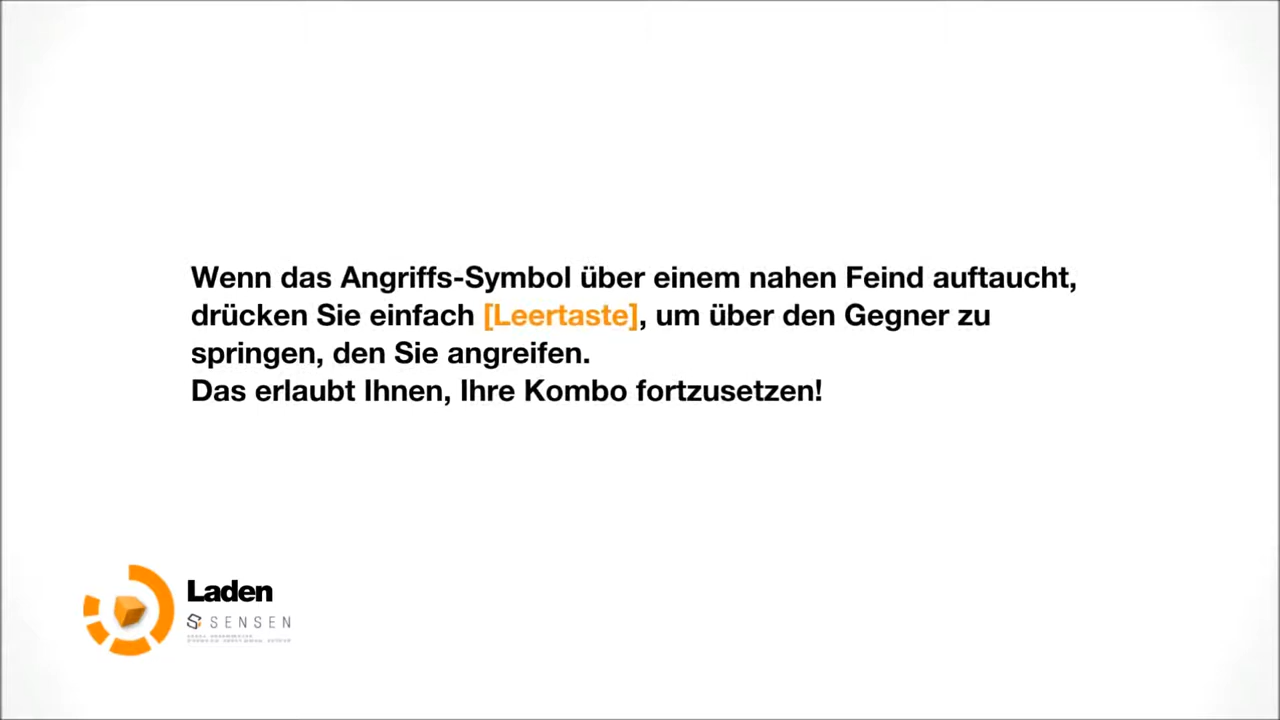 Wenn das Angriffs-Symbol über einem nahen Feind auftaucht,
drücken Sie einfach [Leertaste], um über den Gegner zu
springen, den Sie angreifen.
Das erlaubt Ihnen, Ihre Kombo fortzusetzen!
Laden
SENSEN